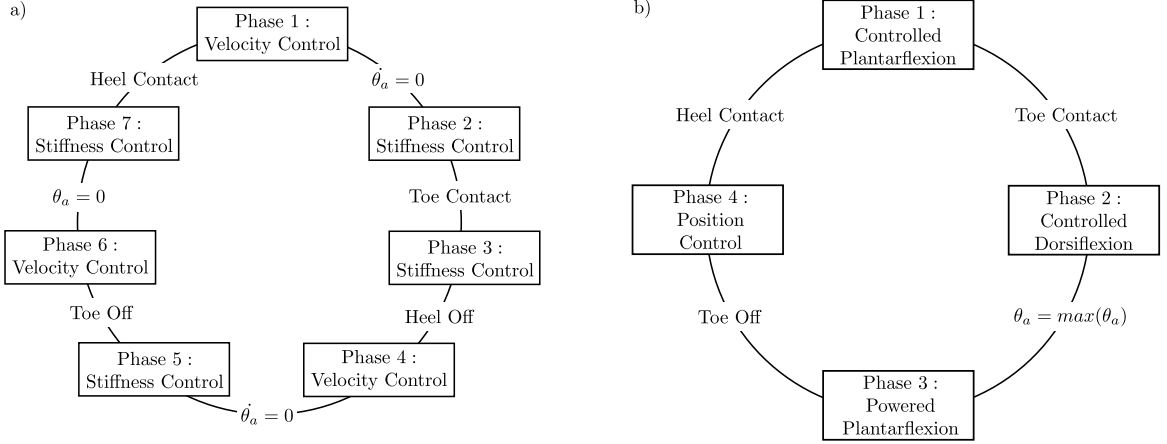 a)
Phase 1 :
Velocity Control
θ̇ₐ = 0
Phase 2 :
Stiffness Control
Toe Contact
Phase 3 :
Stiffness Control
Heel Off
Phase 4 :
Velocity Control
θ̇ₐ = 0
Phase 5 :
Stiffness Control
Toe Off
Phase 6 :
Velocity Control
θₐ = 0
Phase 7 :
Stiffness Control
Heel Contact
b)
Phase 1 :
Controlled
Plantarflexion
Toe Contact
Phase 2 :
Controlled
Dorsiflexion
θₐ = max(θₐ)
Phase 3 :
Powered
Plantarflexion
Toe Off
Phase 4 :
Position
Control
Heel Contact